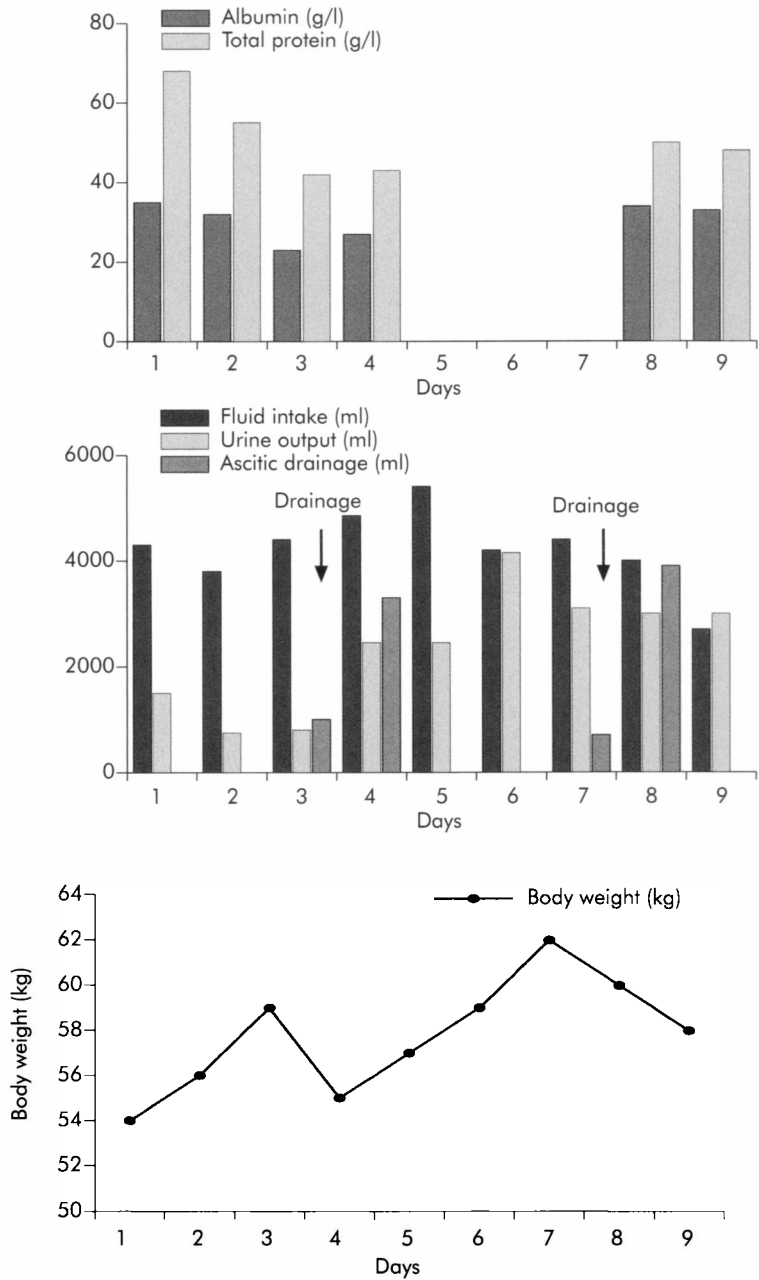 Albumin (g/l)
Total protein (g/l)
80
60
40
20
0
1 2 3 4 5 6 7 8 9
Days
Fluid intake (ml)
Urine output (ml)
Ascitic drainage (ml)
6000
Drainage Drainage
4000
2000
0
1 2 3 4 5 6 7 8 9
Days
64
Body weight (kg)
62
60
58
56
54
52
50
Body weight (kg)
1 2 3 4 5 6 7 8 9
Days